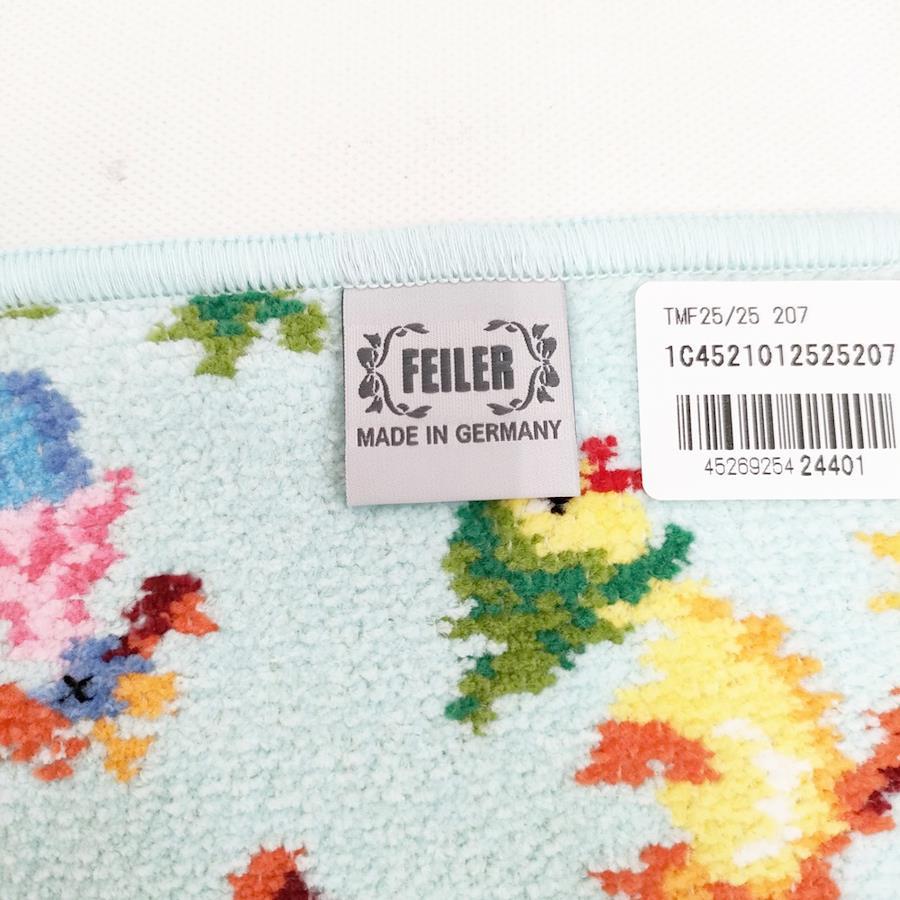 FEILER
MADE IN GERMANY
TMF25/25 207
1C4521012525207
45269254 24401